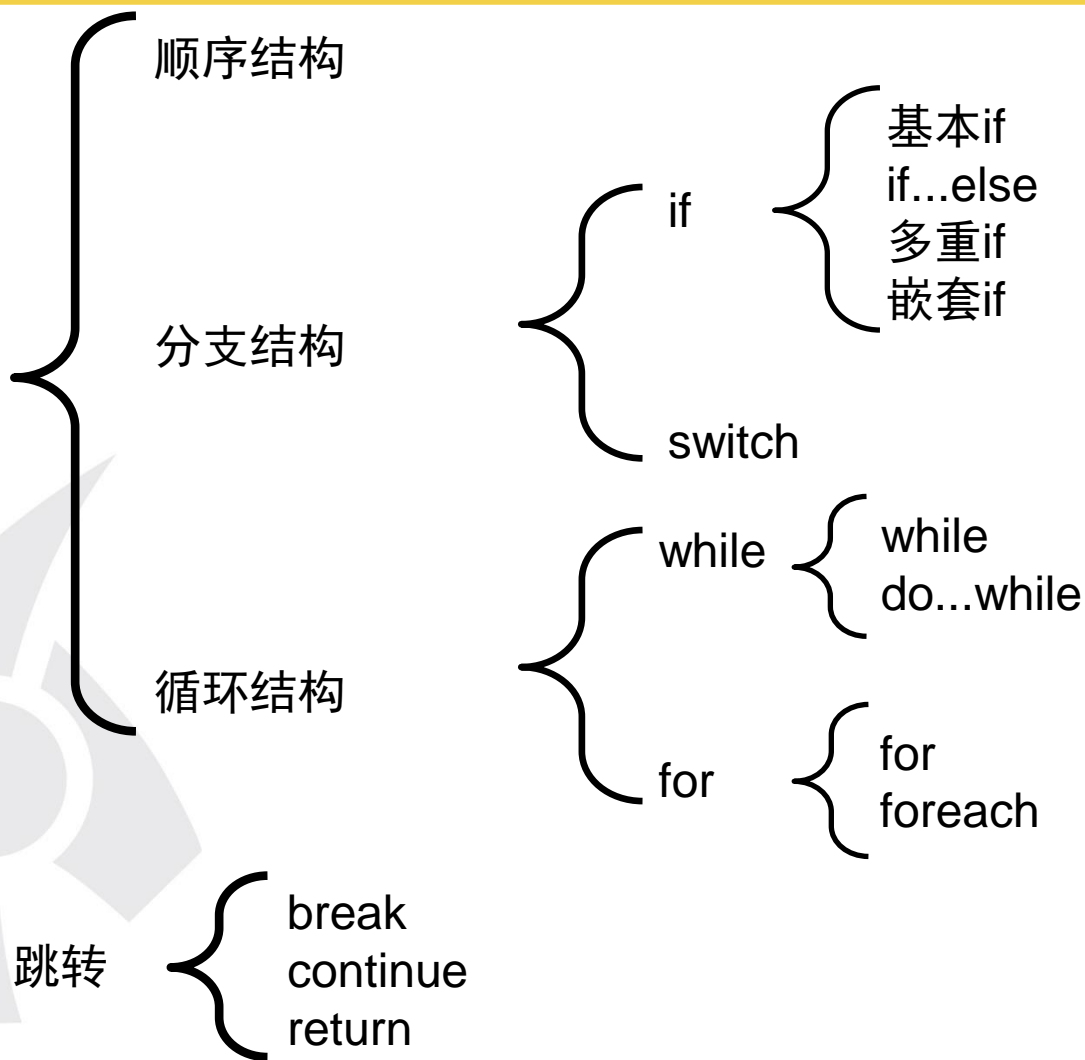 顺序结构
分支结构
if
基本if
if...else
多重if
嵌套if
switch
循环结构
while
while
do...while
for
for
foreach
跳转
break
continue
return